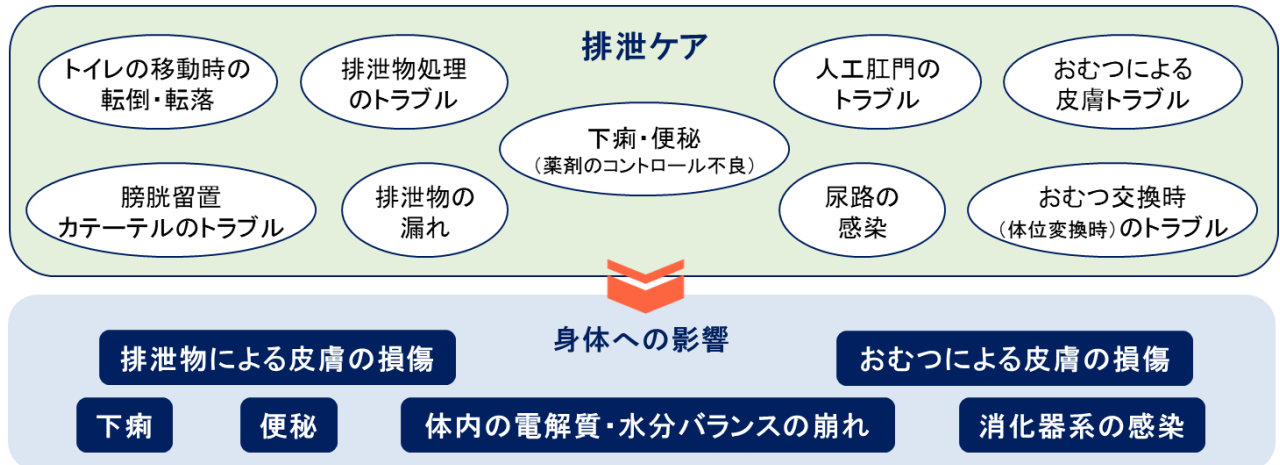 排泄ケア
トイレの移動時の
転倒・転落
排泄物処理
のトラブル
下痢・便秘
(薬剤のコントロール不良)
人工肛門の
トラブル
おむつによる
皮膚トラブル
膀胱留置
カテーテルのトラブル
排泄物の
漏れ
尿路の
感染
おむつ交換時
(体位変換時)のトラブル
身体への影響
排泄物による皮膚の損傷
おむつによる皮膚の損傷
下痢
便秘
体内の電解質・水分バランスの崩れ
消化器系の感染